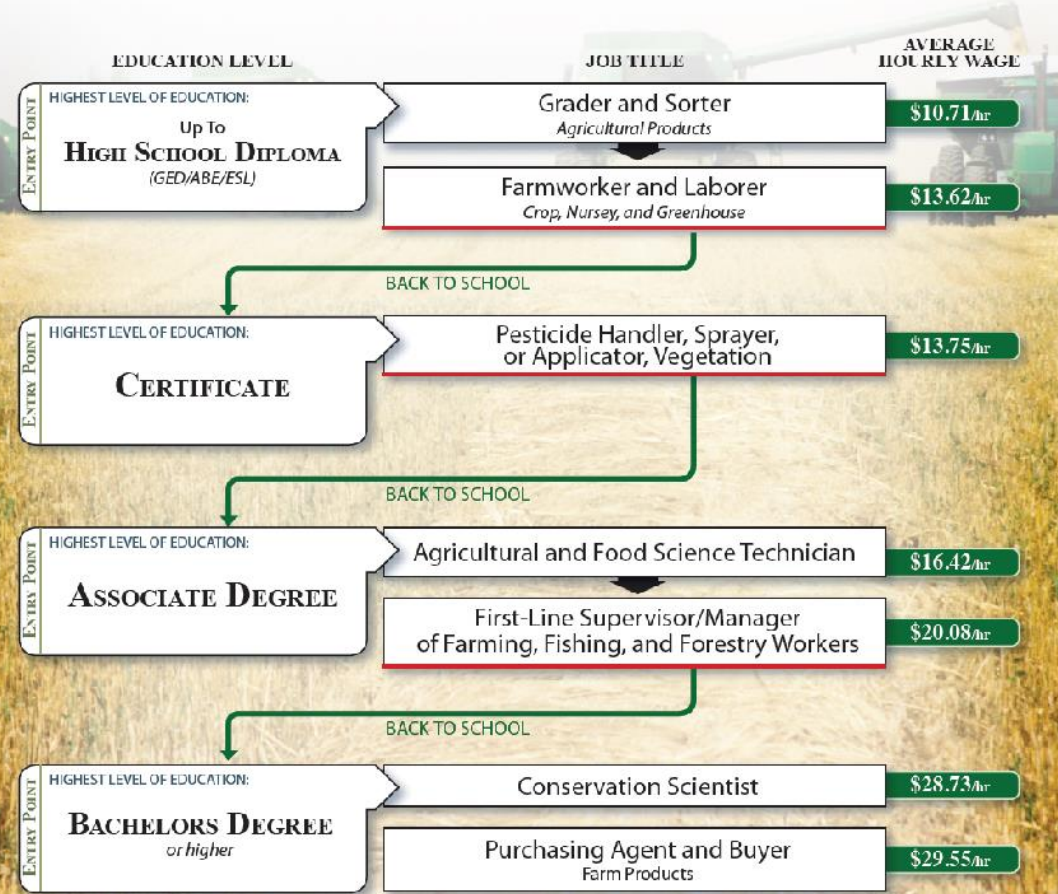 EDUCATION LEVEL
JOB TITLE
AVERAGE
HOURLY WAGE
ENTRY POINT
HIGHEST LEVEL OF EDUCATION:
Up To
HIGH SCHOOL DIPLOMA
(GED/ABE/ESL)
Grader and Sorter
Agricultural Products
$10.71/hr
Farmworker and Laborer
Crop, Nursey, and Greenhouse
$13.62/hr
BACK TO SCHOOL
ENTRY POINT
HIGHEST LEVEL OF EDUCATION:
CERTIFICATE
Pesticide Handler, Sprayer,
or Applicator, Vegetation
$13.75/hr
BACK TO SCHOOL
ENTRY POINT
HIGHEST LEVEL OF EDUCATION:
ASSOCIATE DEGREE
Agricultural and Food Science Technician
$16.42/hr
First-Line Supervisor/Manager
of Farming, Fishing, and Forestry Workers
$20.08/hr
BACK TO SCHOOL
ENTRY POINT
HIGHEST LEVEL OF EDUCATION:
BACHELORS DEGREE
or higher
Conservation Scientist
$28.73/hr
Purchasing Agent and Buyer
Farm Products
$29.55/hr